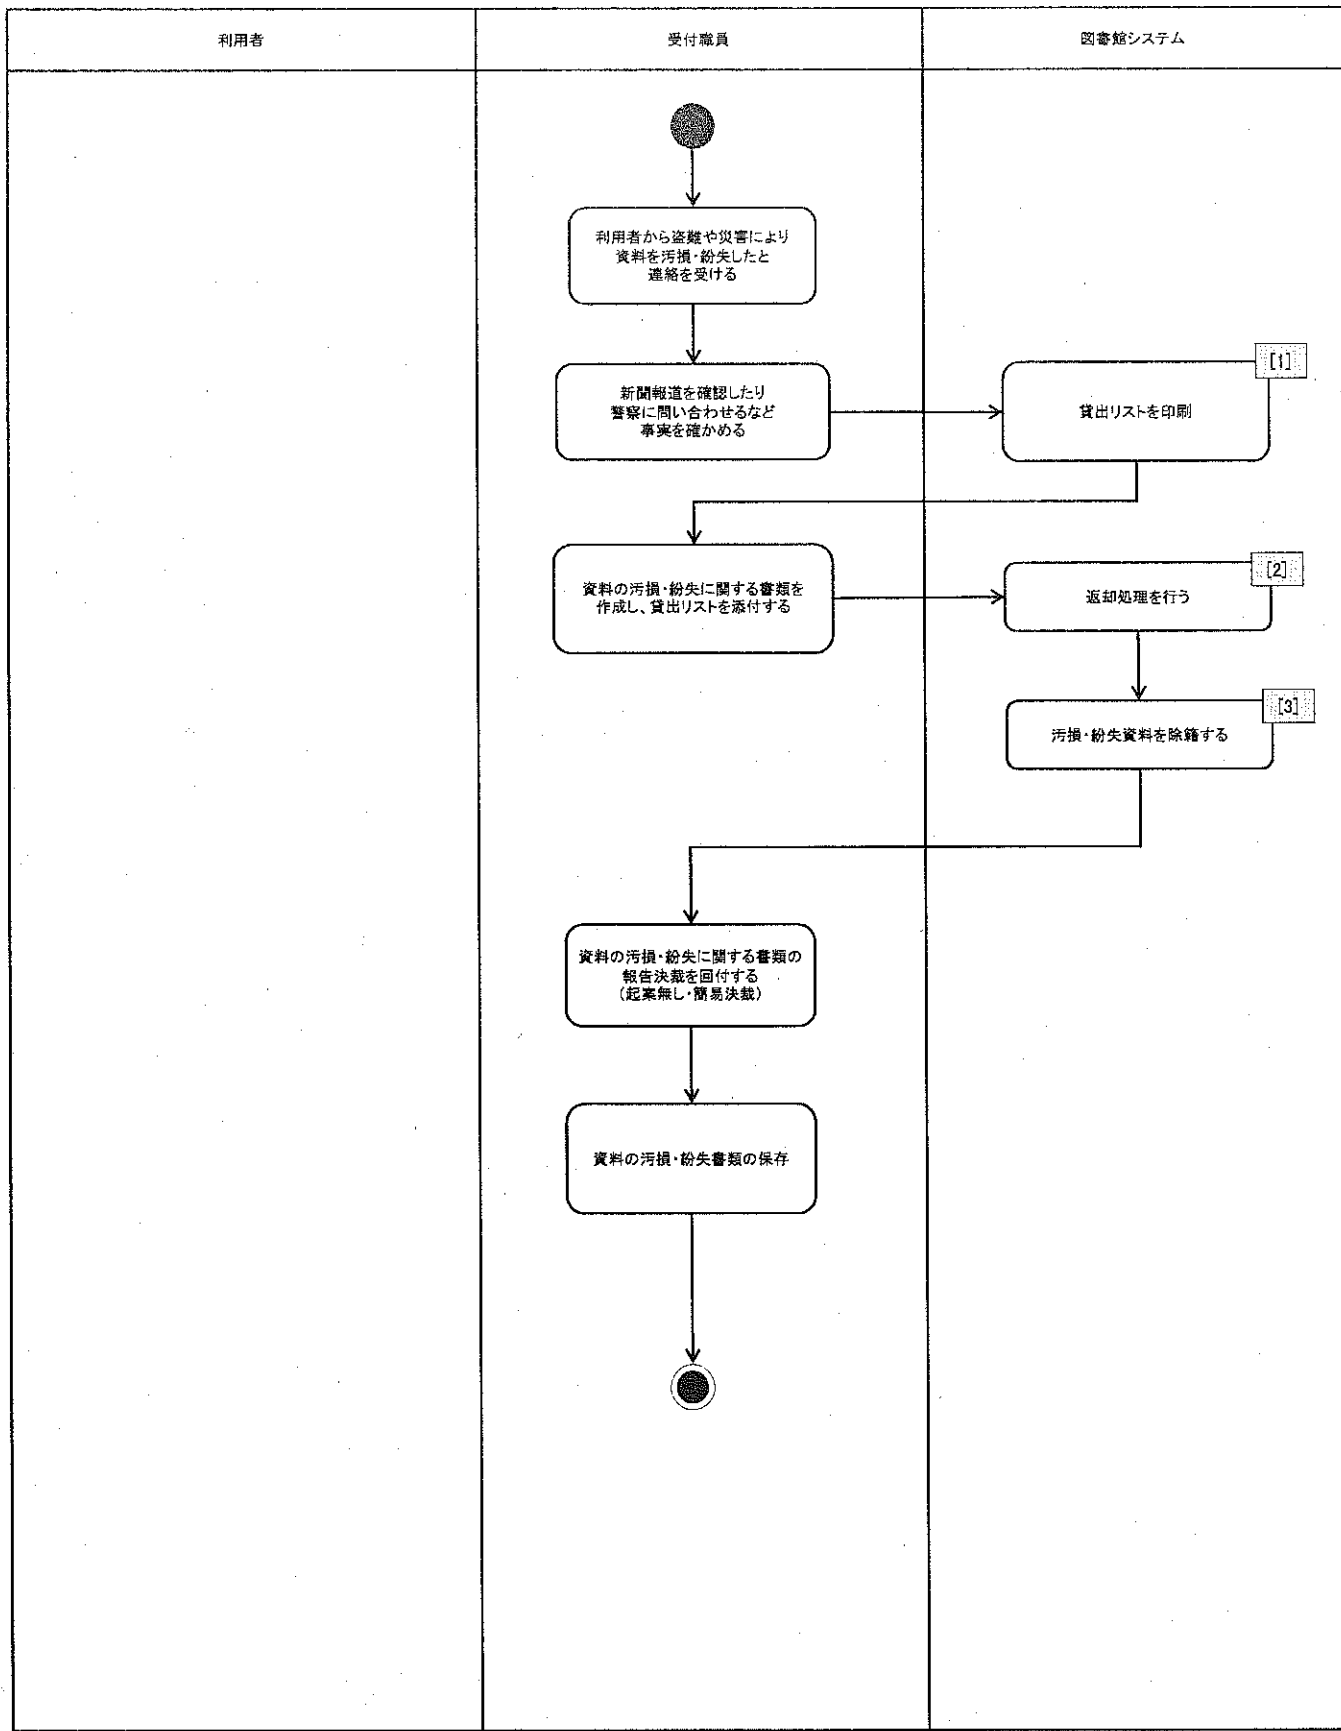 利用者
受付職員
図書館システム
利用者から盗難や災害により
資料を汚損・紛失したと
連絡を受ける
新聞報道を確認したり
警察に問い合わせるなど
事実を確かめる
[1]
貸出リストを印刷
資料の汚損・紛失に関する書類を
作成し、貸出リストを添付する
[2]
返却処理を行う
[3]
汚損・紛失資料を除籍する
資料の汚損・紛失に関する書類の
報告決裁を回付する
(起案無し・簡易決裁)
資料の汚損・紛失書類の保存